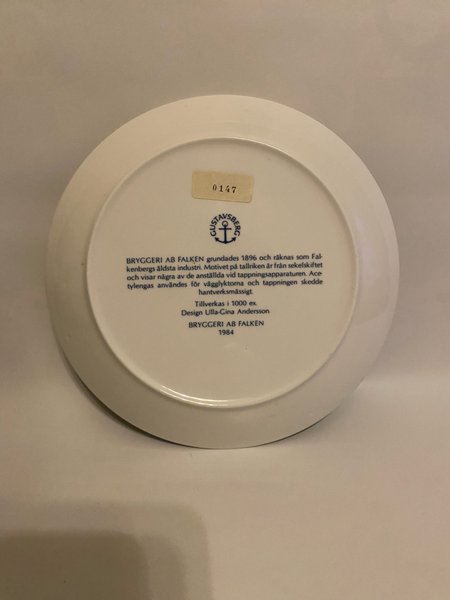 0147
GUSTAVSBERG
BRYGGERI AB FALKEN grundades 1896 och räknas som Fal-
kenbergs äldsta industri. Motivet på tallriken är från sekelskiftet
och visar några av de anställda vid tappningsapparaturen. Ace-
tylengas användes för vägglyktorna och tappningen skedde
hantverksmässigt.
Tillverkas i 1000 ex.
Design Ulla-Gina Andersson
BRYGGERI AB FALKEN
1984